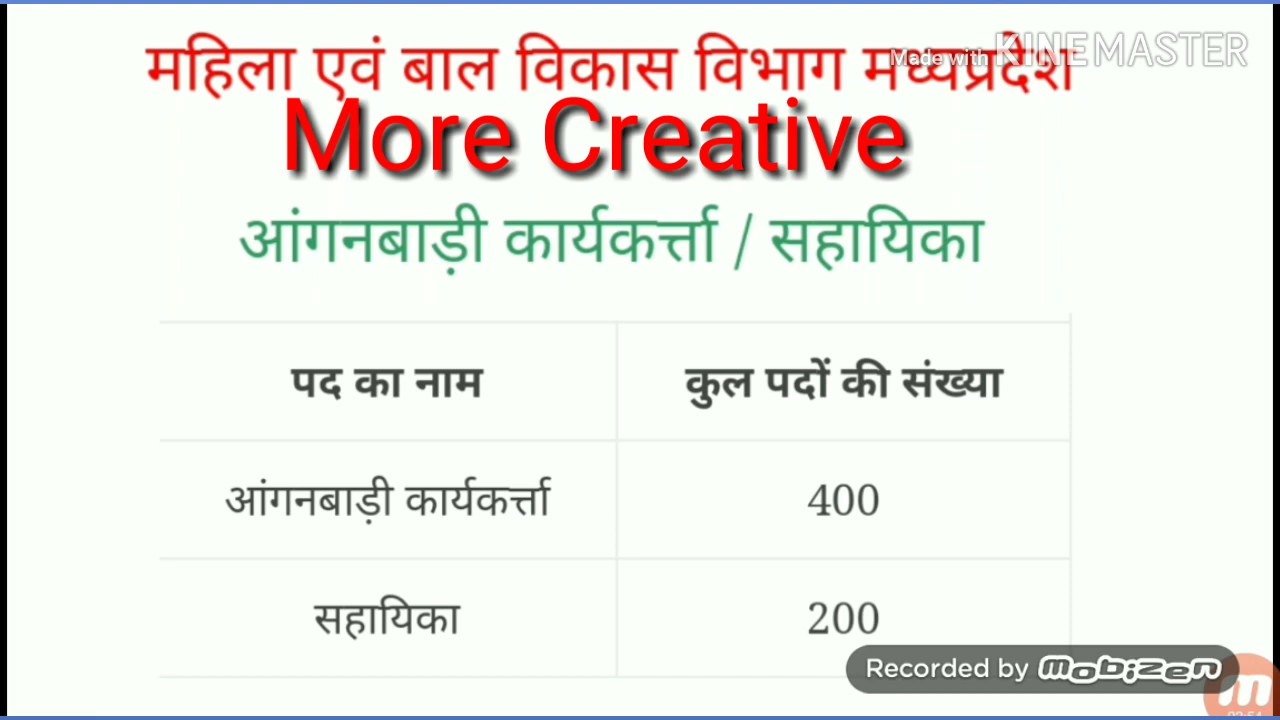 महिला एवं बाल विकास विभाग मध्यप्रदेश
Made with KINEMASTER
More Creative
आंगनबाड़ी कार्यकर्त्ता / सहायिका
पद का नाम कुल पदों की संख्या
आंगनबाड़ी कार्यकर्त्ता 400
सहायिका 200
Recorded by mobizen
m